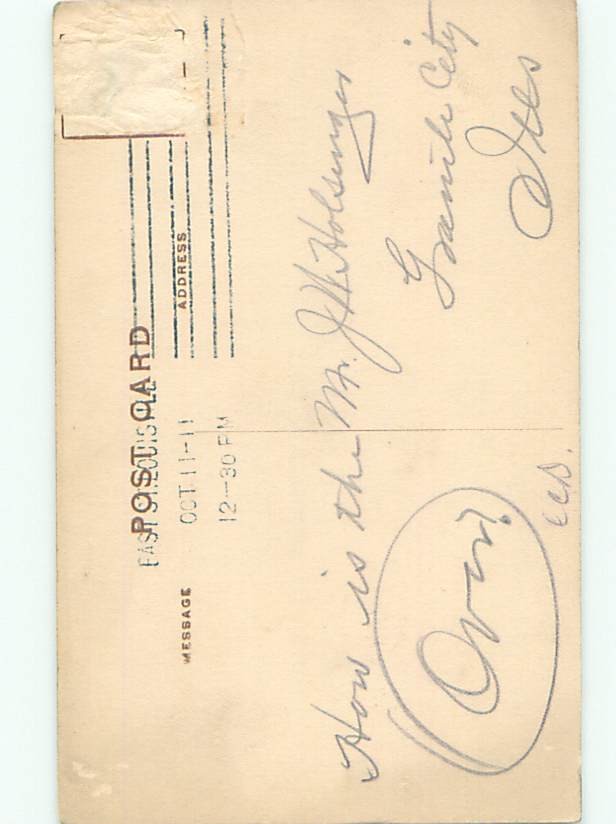 POST CARD
EAST ST. LOUIS, ILL
OCT 11-11
12-30 PM
MESSAGE
ADDRESS
How is the
Mr. J H Holsinger
Granite City
Ills